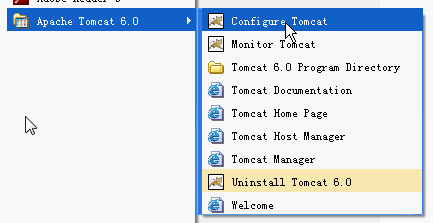 Apache Tomcat 6.0
Configure Tomcat
Monitor Tomcat
Tomcat 6.0 Program Directory
Tomcat Documentation
Tomcat Home Page
Tomcat Host Manager
Tomcat Manager
Uninstall Tomcat 6.0
Welcome